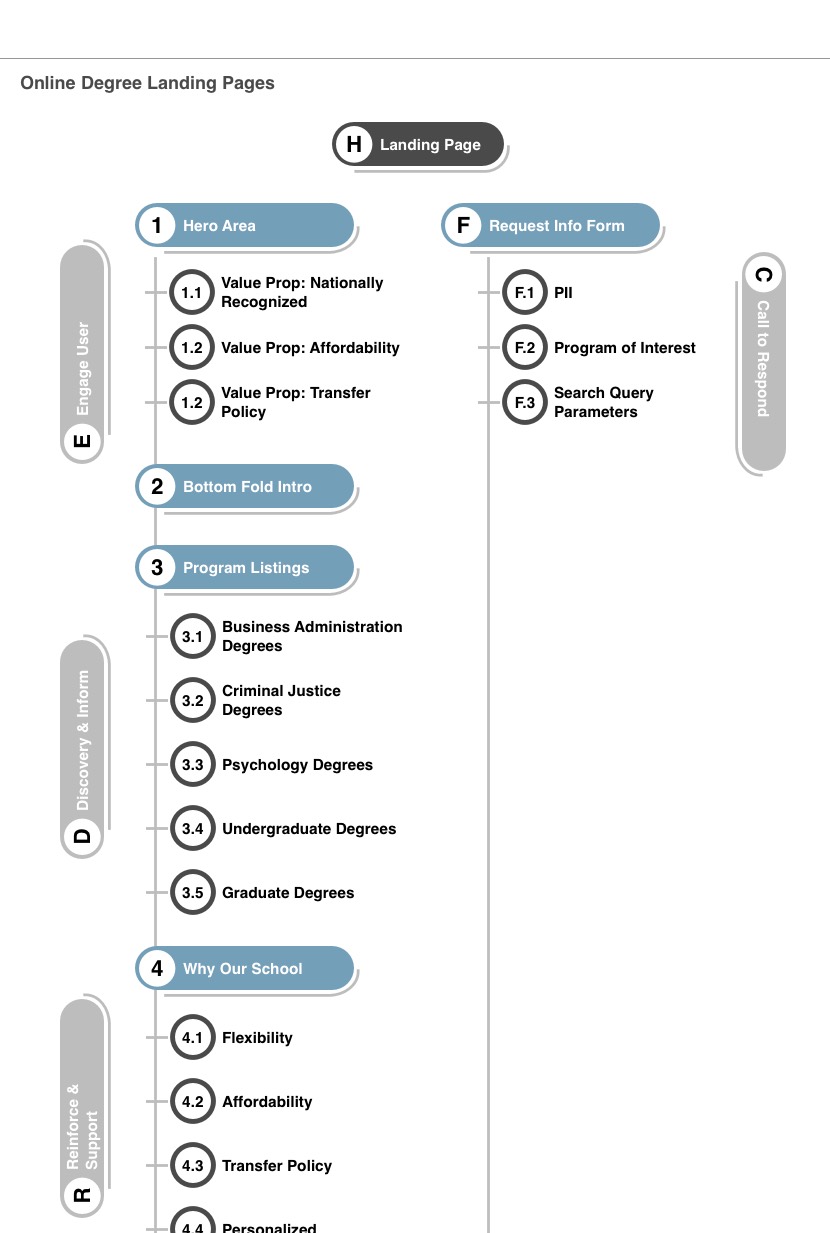 Online Degree Landing Pages
H Landing Page
1 Hero Area
1.1 Value Prop: Nationally
Recognized
1.2 Value Prop: Affordability
1.2 Value Prop: Transfer
Policy
E Engage User
F Request Info Form
F.1 PII
F.2 Program of Interest
F.3 Search Query
Parameters
C Call to Respond
2 Bottom Fold Intro
3 Program Listings
3.1 Business Administration
Degrees
3.2 Criminal Justice
Degrees
3.3 Psychology Degrees
3.4 Undergraduate Degrees
3.5 Graduate Degrees
D Discovery & Inform
4 Why Our School
4.1 Flexibility
4.2 Affordability
4.3 Transfer Policy
4.4 Personalized
R Reinforce &
Support